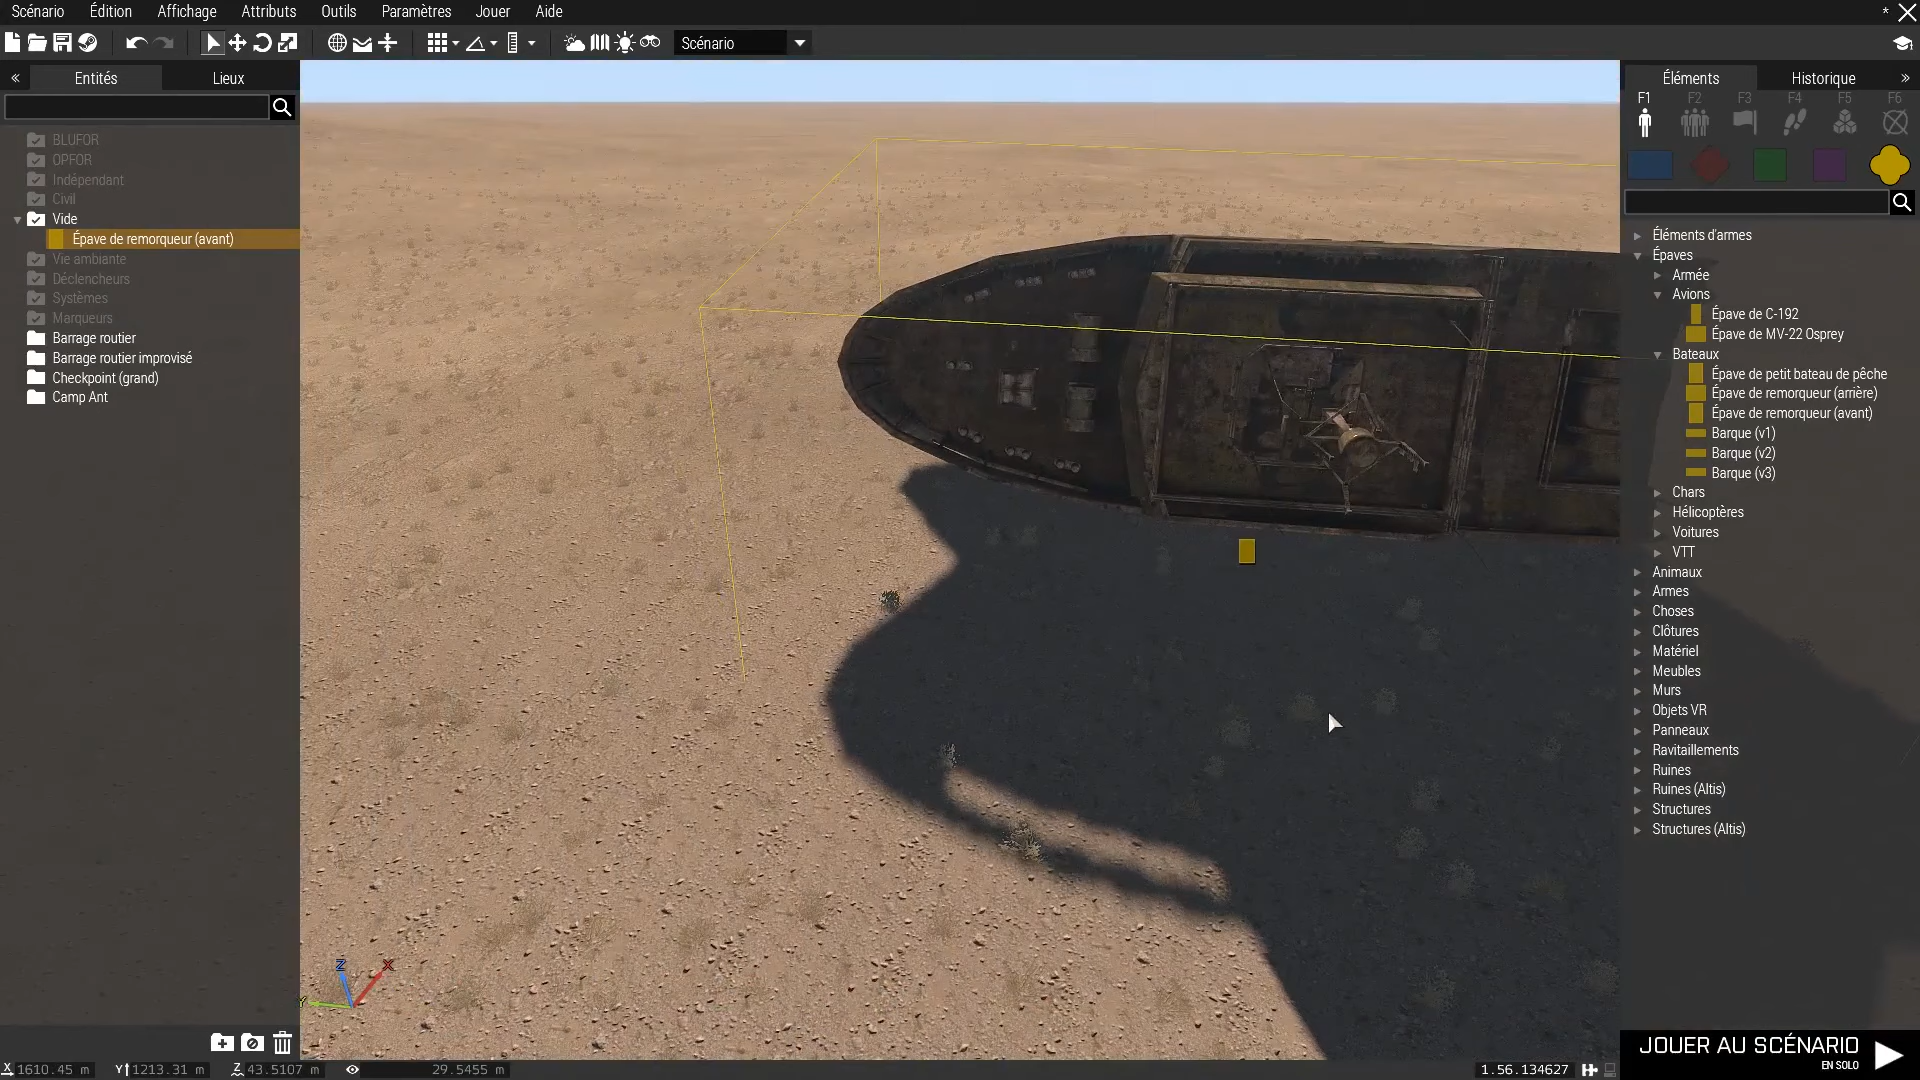 Scénario Édition Affichage Attributs Outils Paramètres Jouer Aide *
Scénario
Entités Lieux
BLUFOR
OPFOR
Indépendant
Civil
Vide
Épave de remorqueur (avant)
Vie ambiante
Déclencheurs
Systèmes
Marqueurs
Barrage routier
Barrage routier improvisé
Checkpoint (grand)
Camp Ant
Z X
Y
X 1610.45 m Y 1213.31 m Z 43.5107 m 29.5455 m 1.56.134627
Éléments Historique
F1 F2 F3 F4 F5 F6
Éléments d'armes
Épaves
Armée
Avions
Épave de C-192
Épave de MV-22 Osprey
Bateaux
Épave de petit bateau de pêche
Épave de remorqueur (arrière)
Épave de remorqueur (avant)
Barque (v1)
Barque (v2)
Barque (v3)
Chars
Hélicoptères
Voitures
VTT
Animaux
Armes
Choses
Clôtures
Matériel
Meubles
Murs
Objets VR
Panneaux
Ravitaillements
Ruines
Ruines (Altis)
Structures
Structures (Altis)
JOUER AU SCÉNARIO
EN SOLO